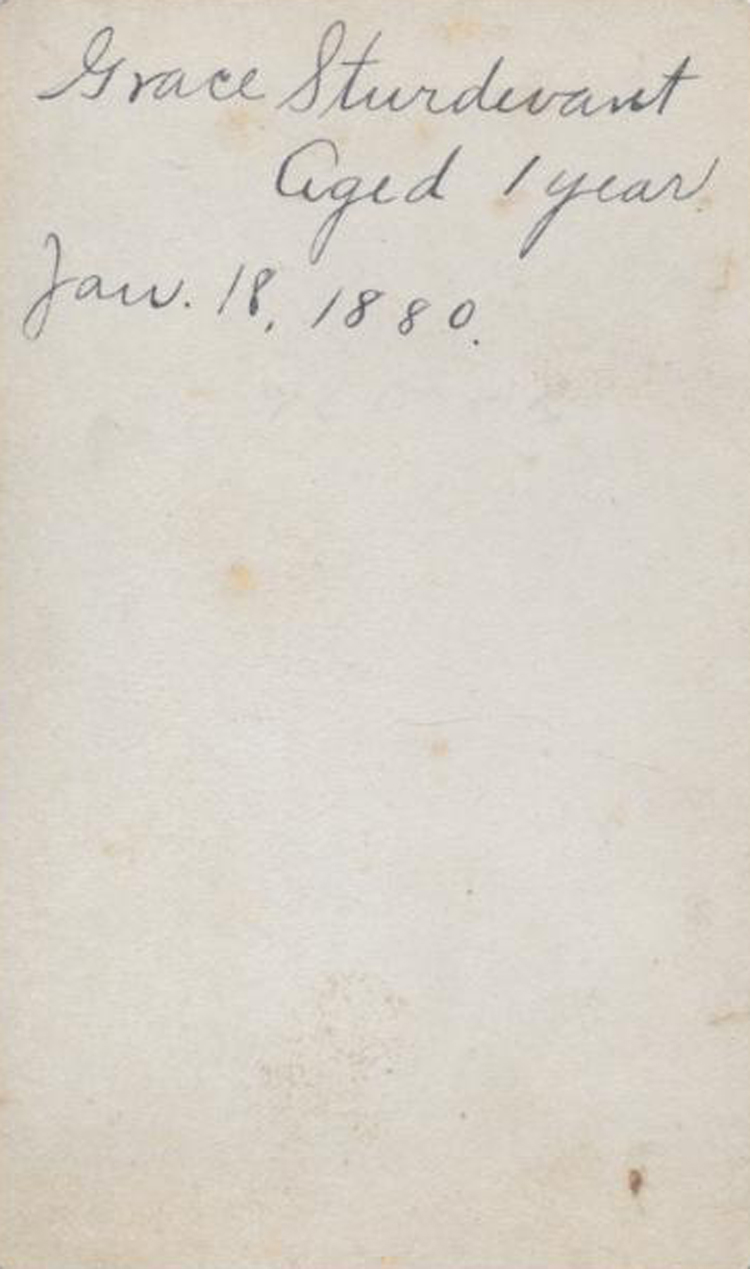 Grace Sturdevant
Aged 1 year
Jan. 18, 1880.